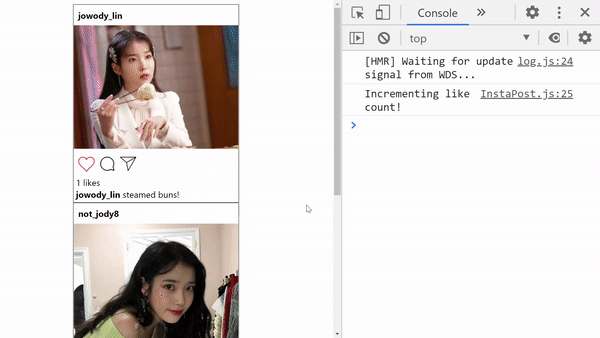 jowody_lin
1 likes
jowody_lin steamed buns!
not_jody8
Console »
top
[HMR] Waiting for update log.js:24
signal from WDS...
Incrementing like InstaPost.js:25
count!